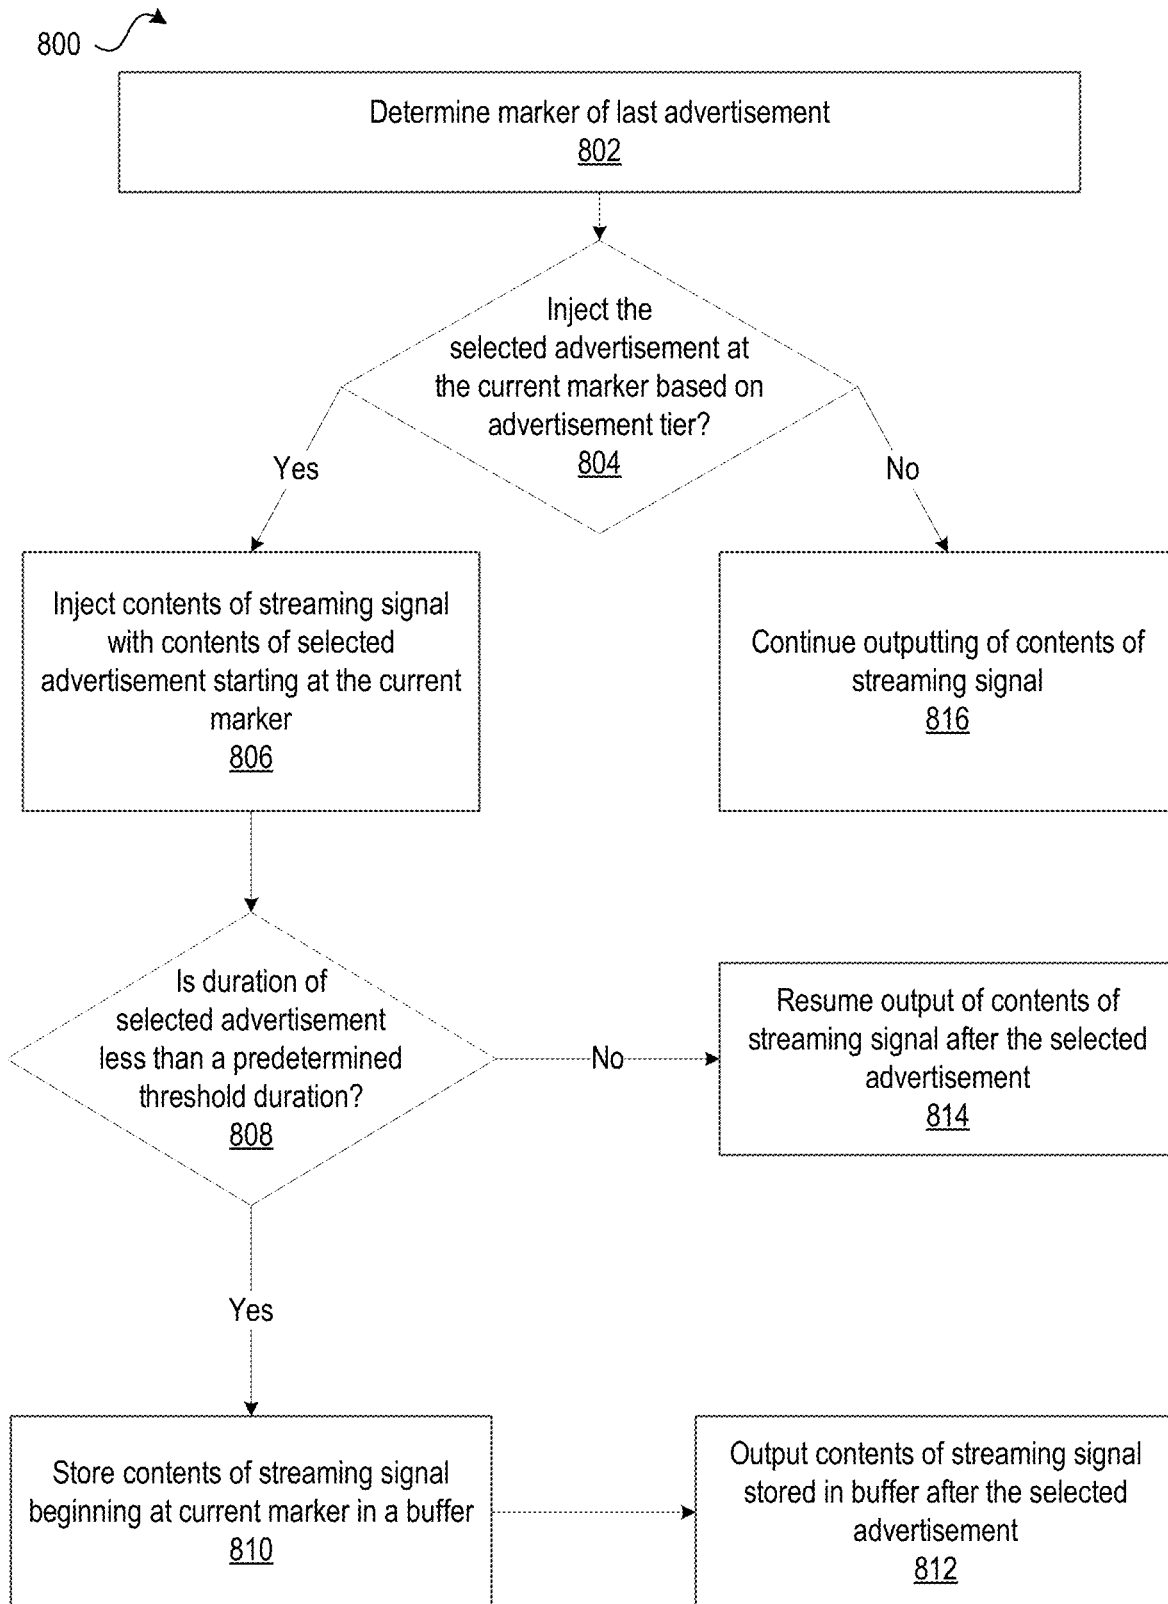 800
Determine marker of last advertisement
802
Inject the
selected advertisement at
the current marker based on
advertisement tier?
804
Yes
No
Inject contents of streaming signal
with contents of selected
advertisement starting at the current
marker
806
Continue outputting of contents of
streaming signal
816
Is duration of
selected advertisement
less than a predetermined
threshold duration?
808
No
Resume output of contents of
streaming signal after the selected
advertisement
814
Yes
Store contents of streaming signal
beginning at current marker in a buffer
810
Output contents of streaming signal
stored in buffer after the selected
advertisement
812